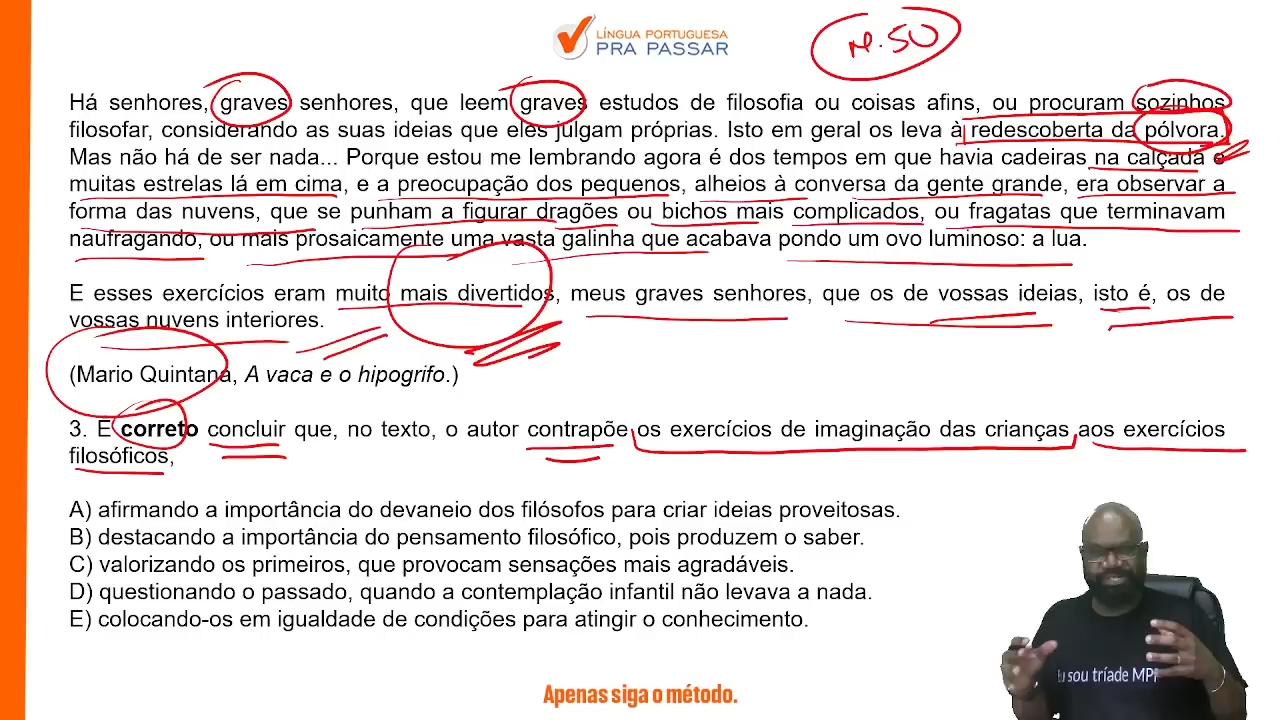 LÍNGUA PORTUGUESA
PRA PASSAR
Há senhores, graves senhores, que leem graves estudos de filosofia ou coisas afins, ou procuram sozinhos
filosofar, considerando as suas ideias que eles julgam próprias. Isto em geral os leva à redescoberta da pólvora.
Mas não há de ser nada... Porque estou me lembrando agora é dos tempos em que havia cadeiras na calçada e
muitas estrelas lá em cima, e a preocupação dos pequenos, alheios à conversa da gente grande, era observar a
forma das nuvens, que se punham a figurar dragões ou bichos mais complicados, ou fragatas que terminavam
naufragando, ou mais prosaicamente uma vasta galinha que acabava pondo um ovo luminoso: a lua.
E esses exercícios eram muito mais divertidos, meus graves senhores, que os de vossas ideias, isto é, os de
vossas nuvens interiores.
(Mario Quintana, A vaca e o hipogrifo.)
3. É correto concluir que, no texto, o autor contrapõe os exercícios de imaginação das crianças aos exercícios
filosóficos,
A) afirmando a importância do devaneio dos filósofos para criar ideias proveitosas.
B) destacando a importância do pensamento filosófico, pois produzem o saber.
C) valorizando os primeiros, que provocam sensações mais agradáveis.
D) questionando o passado, quando a contemplação infantil não levava a nada.
E) colocando-os em igualdade de condições para atingir o conhecimento.
Eu sou tríade MPP
Apenas siga o método.